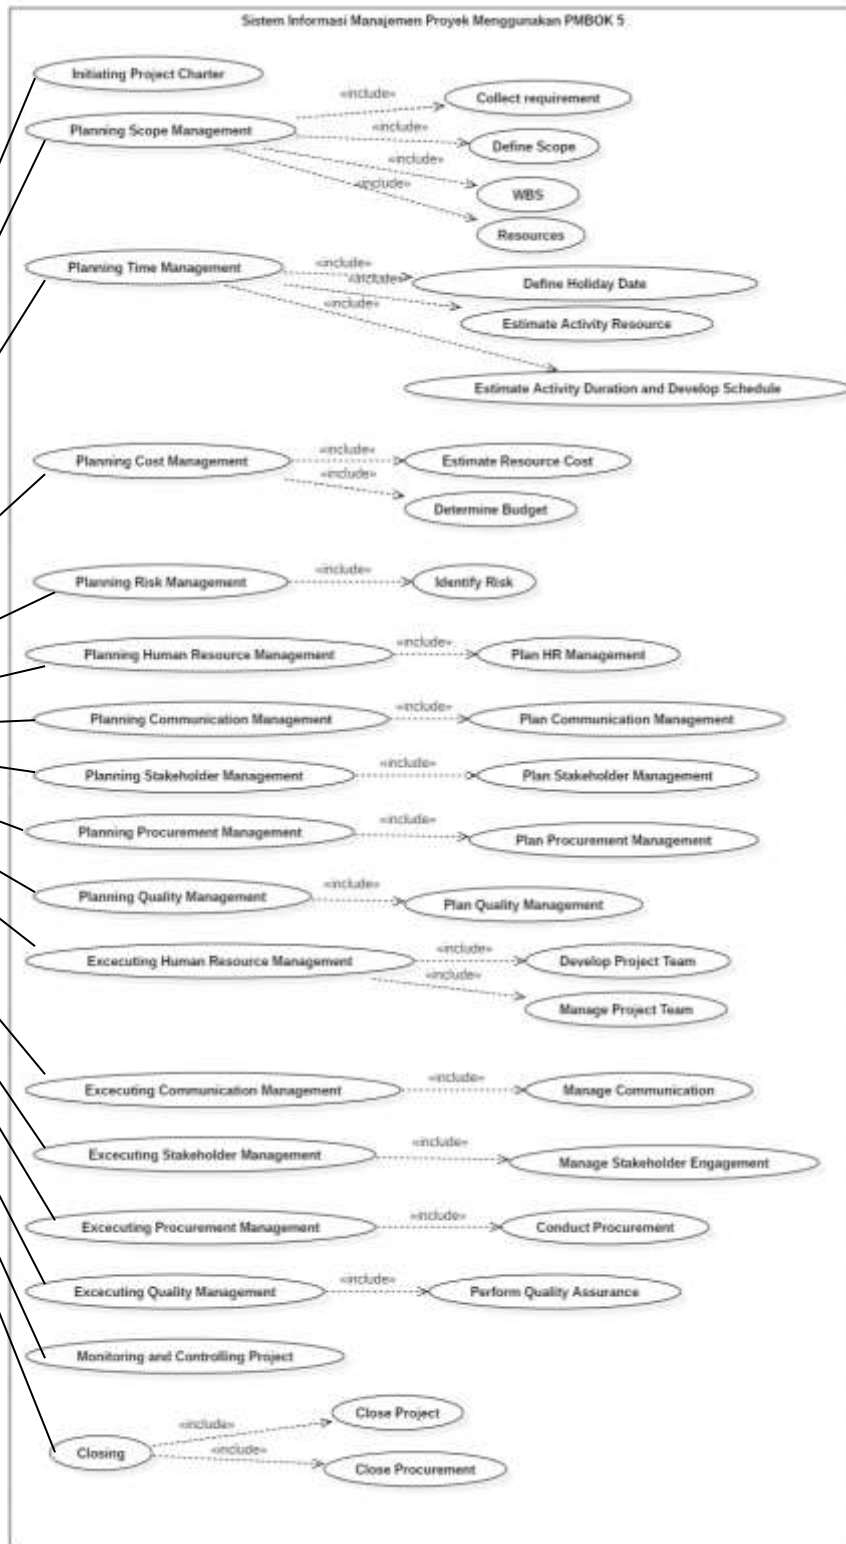 Sistem Informasi Manajemen Proyek Menggunakan PMBOK 5
Initiating Project Charter
«include»
Collect requirement
Planning Scope Management
«include»
Define Scope
«include»
WBS
«include»
Resources
Planning Time Management
«include»
Define Holiday Date
«include»
Estimate Activity Resource
«include»
Estimate Activity Duration and Develop Schedule
Planning Cost Management
«include»
Estimate Resource Cost
«include»
Determine Budget
Planning Risk Management
«include»
Identify Risk
Planning Human Resource Management
«include»
Plan HR Management
Planning Communication Management
«include»
Plan Communication Management
Planning Stakeholder Management
«include»
Plan Stakeholder Management
Planning Procurement Management
«include»
Plan Procurement Management
Planning Quality Management
«include»
Plan Quality Management
Excecuting Human Resource Management
«include»
Develop Project Team
«include»
Manage Project Team
Excecuting Communication Management
«include»
Manage Communication
Excecuting Stakeholder Management
«include»
Manage Stakeholder Engagement
Excecuting Procurement Management
«include»
Conduct Procurement
Excecuting Quality Management
«include»
Perform Quality Assurance
Monitoring and Controlling Project
Closing
«include»
Close Project
«include»
Close Procurement